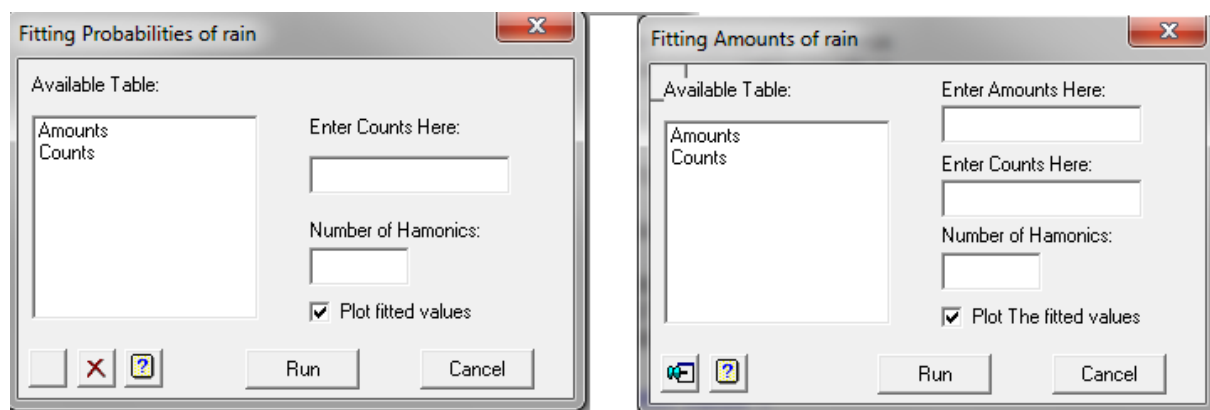 Fitting Probabilities of rain
Available Table:
Amounts
Counts
Enter Counts Here:
Number of Hamonics:
Plot fitted values
Run
Cancel
Fitting Amounts of rain
Available Table:
Amounts
Counts
Enter Amounts Here:
Enter Counts Here:
Number of Hamonics:
Plot The fitted values
Run
Cancel